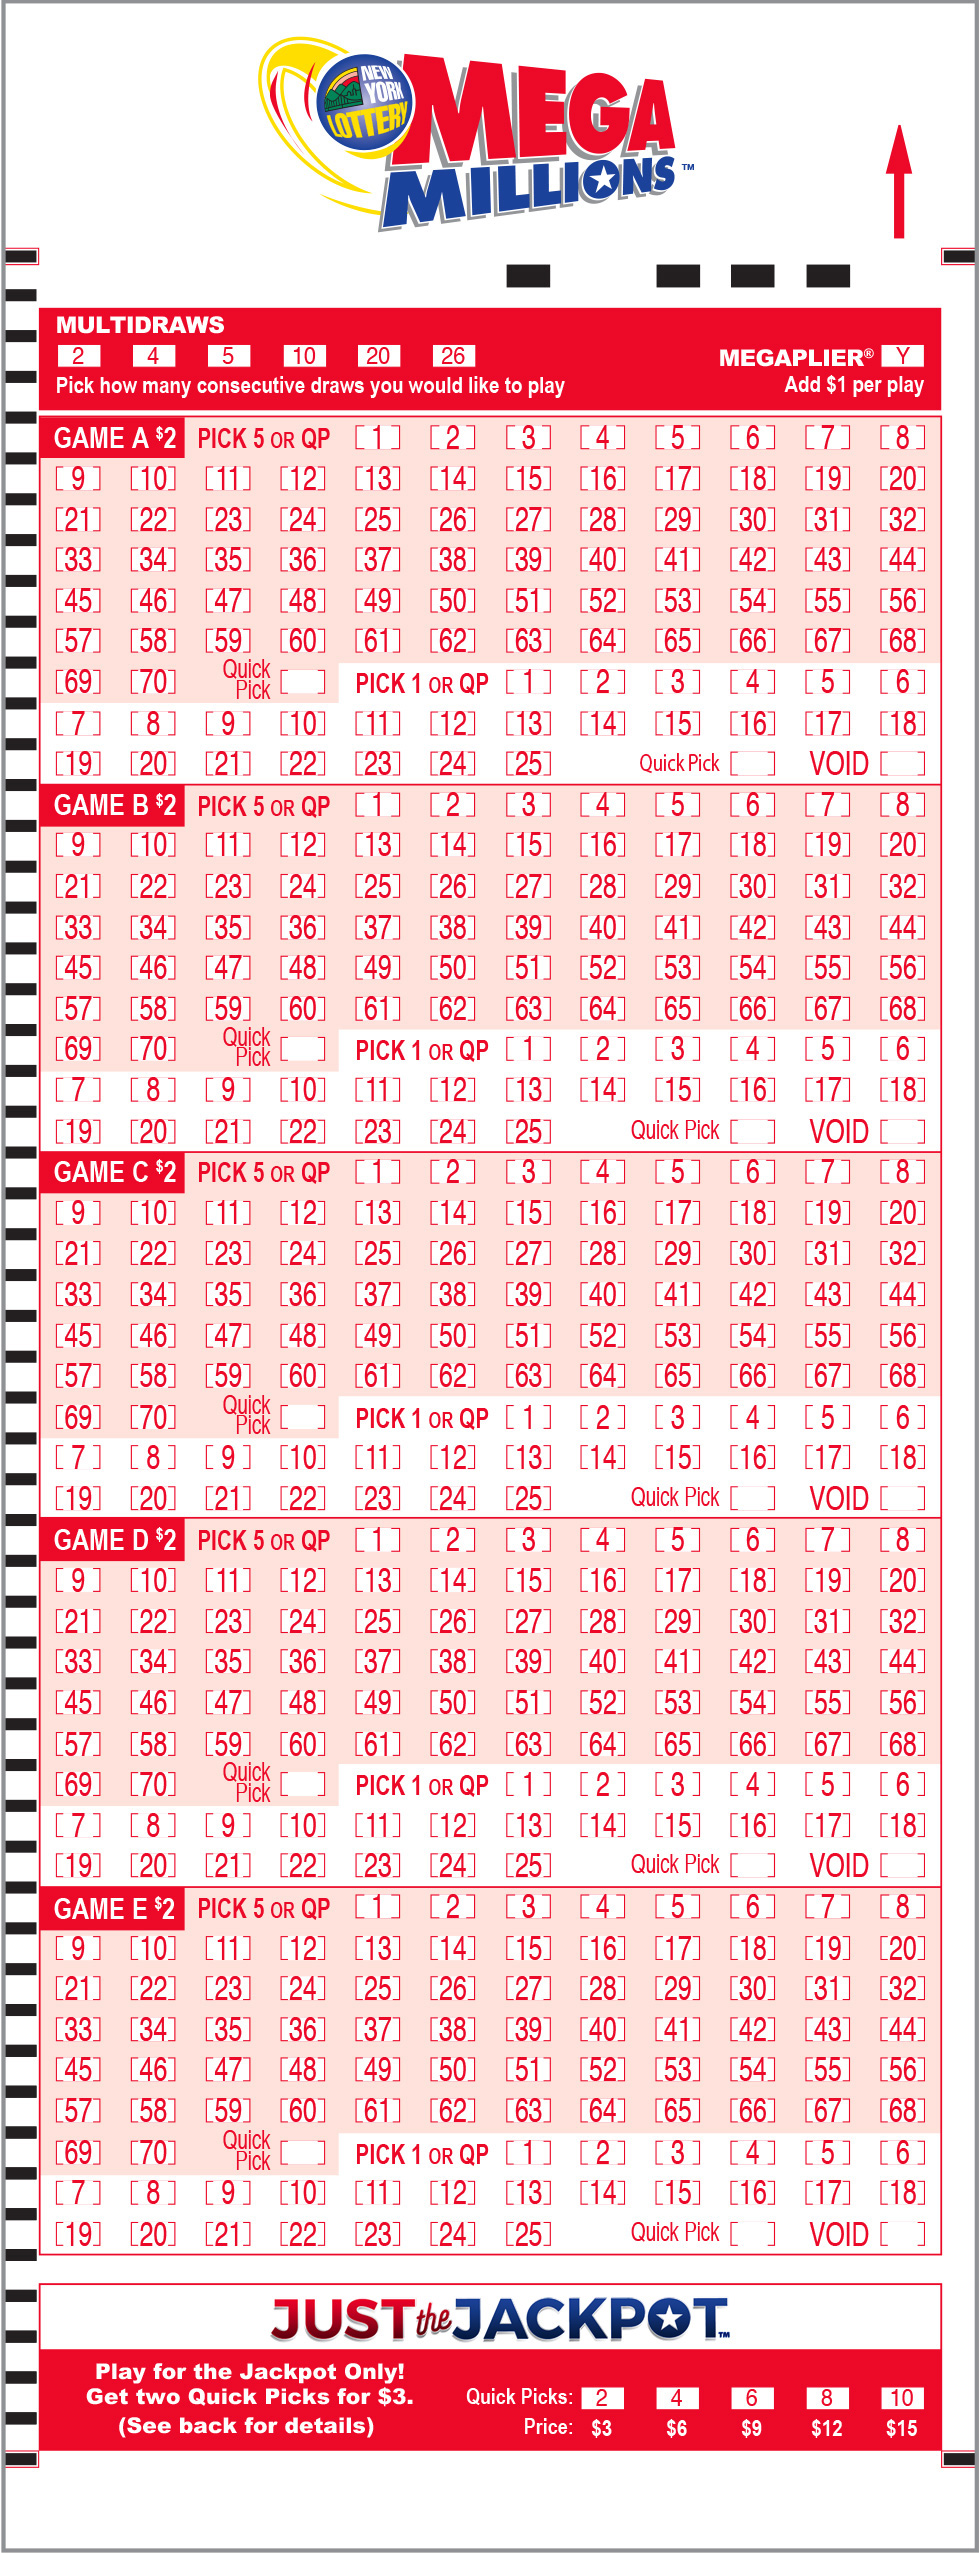 NEW
YORK
LOTTERY
MEGA
MILLIONS™
MULTIDRAWS
2 4 5 10 20 26 MEGAPLIER® Y
Pick how many consecutive draws you would like to play Add $1 per play
GAME A $2 PICK 5 OR QP [1] [2] [3] [4] [5] [6] [7] [8]
[9] [10] [11] [12] [13] [14] [15] [16] [17] [18] [19] [20]
[21] [22] [23] [24] [25] [26] [27] [28] [29] [30] [31] [32]
[33] [34] [35] [36] [37] [38] [39] [40] [41] [42] [43] [44]
[45] [46] [47] [48] [49] [50] [51] [52] [53] [54] [55] [56]
[57] [58] [59] [60] [61] [62] [63] [64] [65] [66] [67] [68]
[69] [70] Quick Pick [ ] PICK 1 OR QP [1] [2] [3] [4] [5] [6]
[7] [8] [9] [10] [11] [12] [13] [14] [15] [16] [17] [18]
[19] [20] [21] [22] [23] [24] [25] Quick Pick [ ] VOID [ ]
GAME B $2 PICK 5 OR QP [1] [2] [3] [4] [5] [6] [7] [8]
[9] [10] [11] [12] [13] [14] [15] [16] [17] [18] [19] [20]
[21] [22] [23] [24] [25] [26] [27] [28] [29] [30] [31] [32]
[33] [34] [35] [36] [37] [38] [39] [40] [41] [42] [43] [44]
[45] [46] [47] [48] [49] [50] [51] [52] [53] [54] [55] [56]
[57] [58] [59] [60] [61] [62] [63] [64] [65] [66] [67] [68]
[69] [70] Quick Pick [ ] PICK 1 OR QP [1] [2] [3] [4] [5] [6]
[7] [8] [9] [10] [11] [12] [13] [14] [15] [16] [17] [18]
[19] [20] [21] [22] [23] [24] [25] Quick Pick [ ] VOID [ ]
GAME C $2 PICK 5 OR QP [1] [2] [3] [4] [5] [6] [7] [8]
[9] [10] [11] [12] [13] [14] [15] [16] [17] [18] [19] [20]
[21] [22] [23] [24] [25] [26] [27] [28] [29] [30] [31] [32]
[33] [34] [35] [36] [37] [38] [39] [40] [41] [42] [43] [44]
[45] [46] [47] [48] [49] [50] [51] [52] [53] [54] [55] [56]
[57] [58] [59] [60] [61] [62] [63] [64] [65] [66] [67] [68]
[69] [70] Quick Pick [ ] PICK 1 OR QP [1] [2] [3] [4] [5] [6]
[7] [8] [9] [10] [11] [12] [13] [14] [15] [16] [17] [18]
[19] [20] [21] [22] [23] [24] [25] Quick Pick [ ] VOID [ ]
GAME D $2 PICK 5 OR QP [1] [2] [3] [4] [5] [6] [7] [8]
[9] [10] [11] [12] [13] [14] [15] [16] [17] [18] [19] [20]
[21] [22] [23] [24] [25] [26] [27] [28] [29] [30] [31] [32]
[33] [34] [35] [36] [37] [38] [39] [40] [41] [42] [43] [44]
[45] [46] [47] [48] [49] [50] [51] [52] [53] [54] [55] [56]
[57] [58] [59] [60] [61] [62] [63] [64] [65] [66] [67] [68]
[69] [70] Quick Pick [ ] PICK 1 OR QP [1] [2] [3] [4] [5] [6]
[7] [8] [9] [10] [11] [12] [13] [14] [15] [16] [17] [18]
[19] [20] [21] [22] [23] [24] [25] Quick Pick [ ] VOID [ ]
GAME E $2 PICK 5 OR QP [1] [2] [3] [4] [5] [6] [7] [8]
[9] [10] [11] [12] [13] [14] [15] [16] [17] [18] [19] [20]
[21] [22] [23] [24] [25] [26] [27] [28] [29] [30] [31] [32]
[33] [34] [35] [36] [37] [38] [39] [40] [41] [42] [43] [44]
[45] [46] [47] [48] [49] [50] [51] [52] [53] [54] [55] [56]
[57] [58] [59] [60] [61] [62] [63] [64] [65] [66] [67] [68]
[69] [70] Quick Pick [ ] PICK 1 OR QP [1] [2] [3] [4] [5] [6]
[7] [8] [9] [10] [11] [12] [13] [14] [15] [16] [17] [18]
[19] [20] [21] [22] [23] [24] [25] Quick Pick [ ] VOID [ ]
JUST the JACKPOT™
Play for the Jackpot Only!
Get two Quick Picks for $3.
(See back for details)
Quick Picks: 2 4 6 8 10
Price: $3 $6 $9 $12 $15